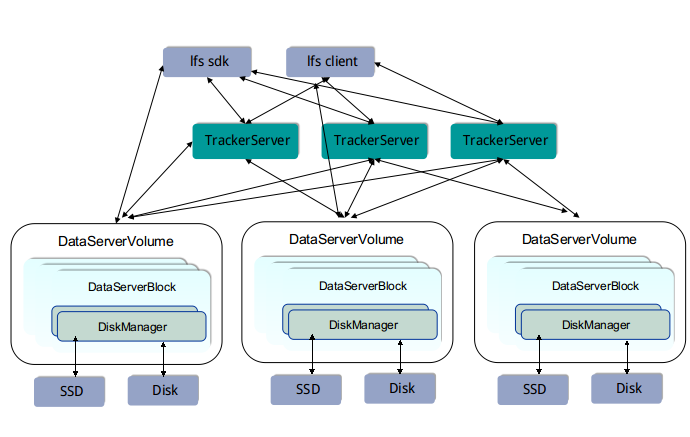 lfs sdk
lfs client
TrackerServer
TrackerServer
TrackerServer
DataServerVolume
DataServerVolume
DataServerVolume
DataServerBlock
DataServerBlock
DataServerBlock
DiskManager
DiskManager
DiskManager
SSD
Disk
SSD
Disk
SSD
Disk